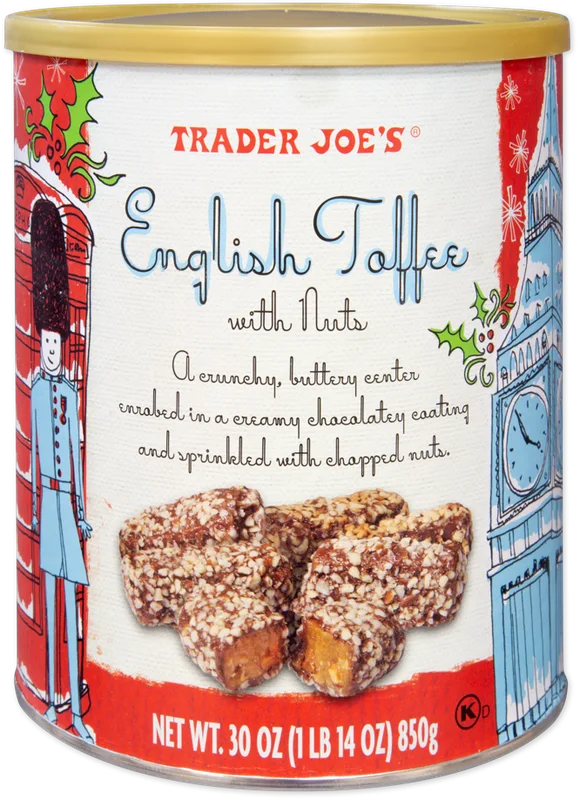 TRADER JOE'S®
English Toffee
with Nuts
A crunchy, buttery center
enrobed in a creamy chocolatey coating
and sprinkled with chopped nuts.
K D
NET WT. 30 OZ (1 LB 14 OZ) 850g